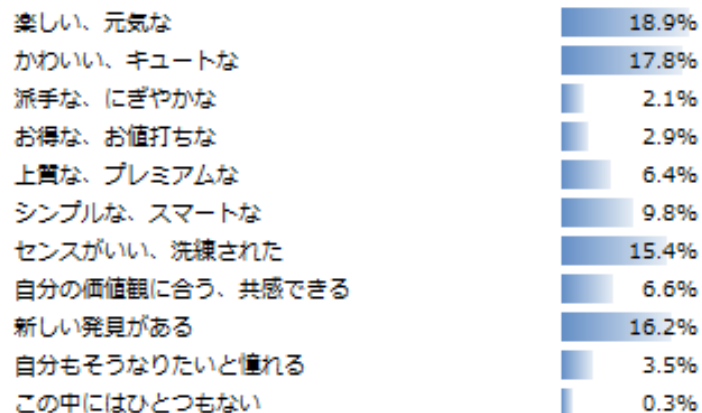 楽しい、元気な 18.9%
かわいい、キュートな 17.8%
派手な、にぎやかな 2.1%
お得な、お値打ちな 2.9%
上質な、プレミアムな 6.4%
シンプルな、スマートな 9.8%
センスがいい、洗練された 15.4%
自分の価値観に合う、共感できる 6.6%
新しい発見がある 16.2%
自分もそうなりたいと憧れる 3.5%
この中にはひとつもない 0.3%